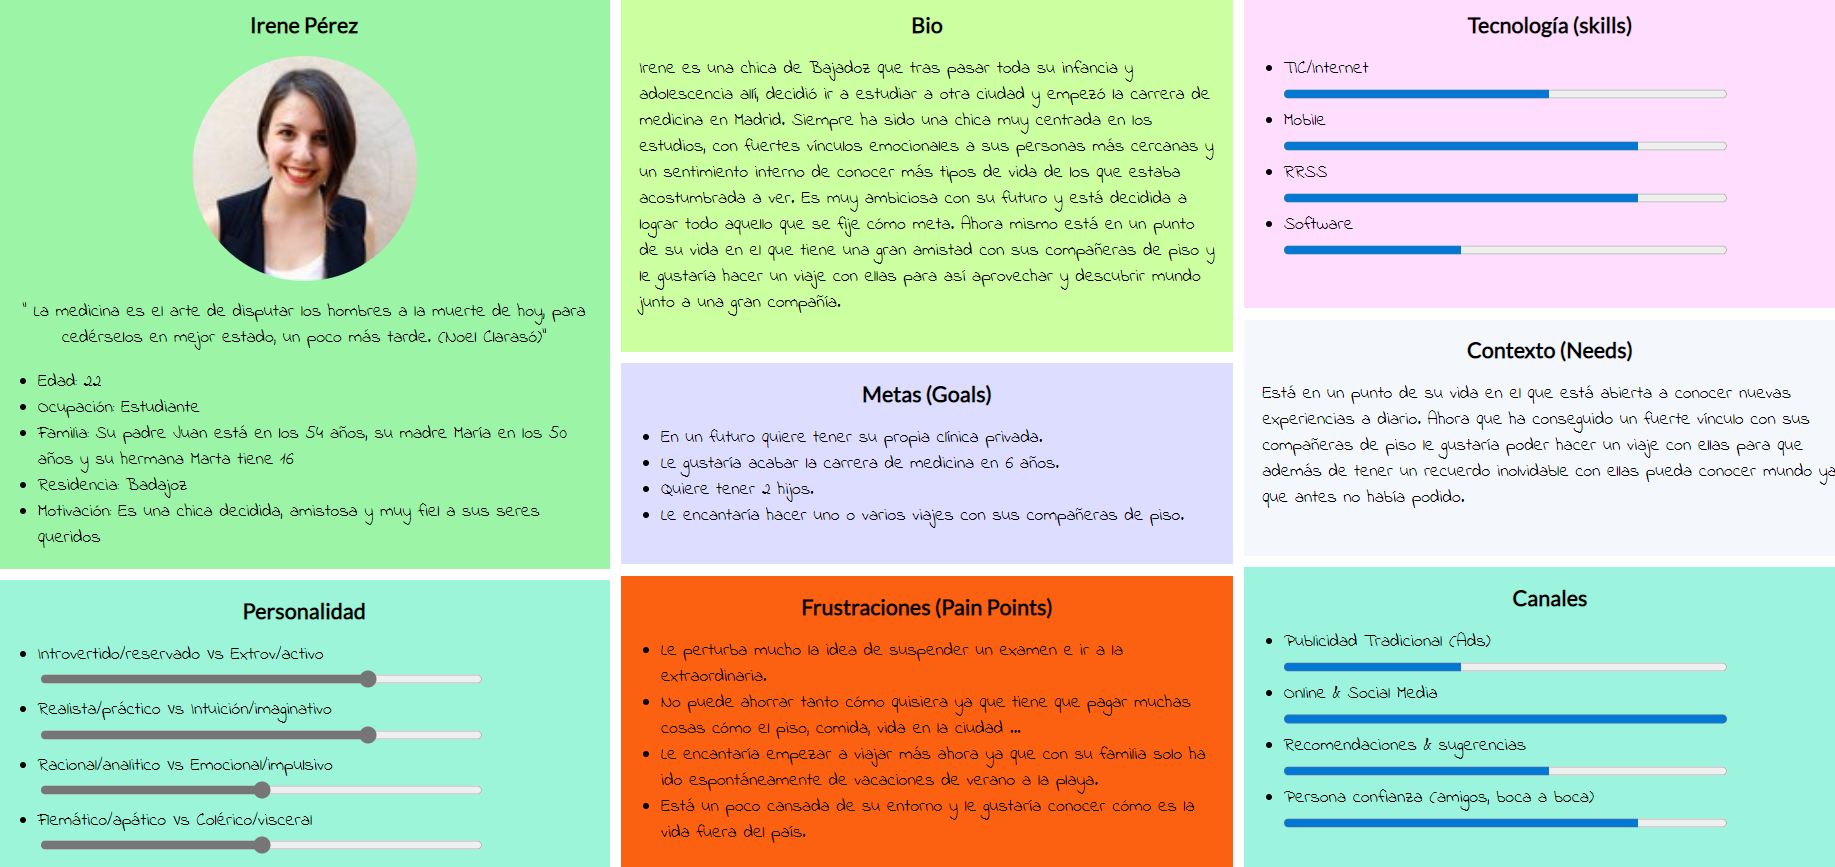 Irene Pérez
" La medicina es el arte de disputar los hombres a la muerte de hoy, para
cedérselos en mejor estado, un poco más tarde. (Noel Clarasó)"
Edad: 22
Ocupación: Estudiante
Familia: Su padre Juan está en los 54 años, su madre María en los 50
años y su hermana Marta tiene 16
Residencia: Badajoz
Motivación: Es una chica decidida, amistosa y muy fiel a sus seres
queridos
Personalidad
Introvertido/reservado Vs Extrov/activo
Realista/práctico Vs Intuición/imaginativo
Racional/analítico Vs Emocional/impulsivo
Flemático/apático Vs Colérico/visceral
Bio
Irene es una chica de Bajadoz que tras pasar toda su infancia y
adolescencia allí, decidió ir a estudiar a otra ciudad y empezó la carrera de
medicina en Madrid. Siempre ha sido una chica muy centrada en los
estudios, con fuertes vínculos emocionales a sus personas más cercanas y
un sentimiento interno de conocer más tipos de vida de los que estaba
acostumbrada a ver. Es muy ambiciosa con su futuro y está decidida a
lograr todo aquello que se fije cómo meta. Ahora mismo está en un punto
de su vida en el que tiene una gran amistad con sus compañeras de piso y
le gustaría hacer un viaje con ellas para así aprovechar y descubrir mundo
junto a una gran compañía.
Metas (Goals)
En un futuro quiere tener su propia clínica privada.
Le gustaría acabar la carrera de medicina en 6 años.
Quiere tener 2 hijos.
Le encantaría hacer uno o varios viajes con sus compañeras de piso.
Frustraciones (Pain Points)
Le perturba mucho la idea de suspender un examen e ir a la
extraordinaria.
No puede ahorrar tanto cómo quisiera ya que tiene que pagar muchas
cosas cómo el piso, comida, vida en la ciudad ...
Le encantaría empezar a viajar más ahora ya que con su familia solo ha
ido espontáneamente de vacaciones de verano a la playa.
Está un poco cansada de su entorno y le gustaría conocer cómo es la
vida fuera del país.
Tecnología (skills)
TIC/Internet
Mobile
RRSS
Software
Contexto (Needs)
Está en un punto de su vida en el que está abierta a conocer nuevas
experiencias a diario. Ahora que ha conseguido un fuerte vínculo con sus
compañeras de piso le gustaría poder hacer un viaje con ellas para que
además de tener un recuerdo inolvidable con ellas pueda conocer mundo ya
que antes no había podido.
Canales
Publicidad Tradicional (Ads)
Online & Social Media
Recomendaciones & sugerencias
Persona confianza (amigos, boca a boca)